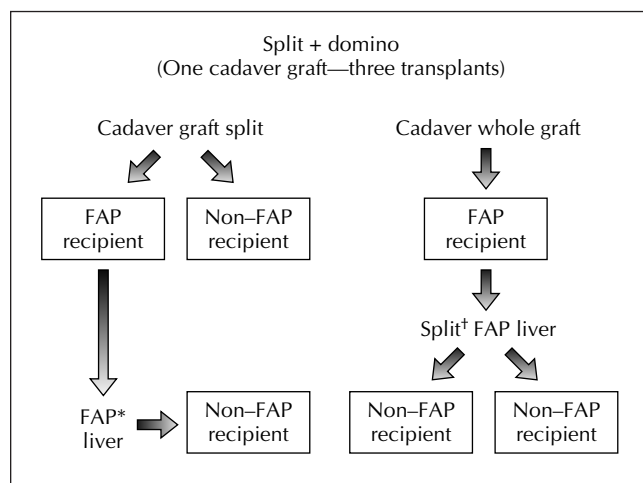 Split + domino
(One cadaver graft—three transplants)
Cadaver graft split
FAP
recipient
Non–FAP
recipient
FAP*
liver
Non–FAP
recipient
Cadaver whole graft
FAP
recipient
Split† FAP liver
Non–FAP
recipient
Non–FAP
recipient